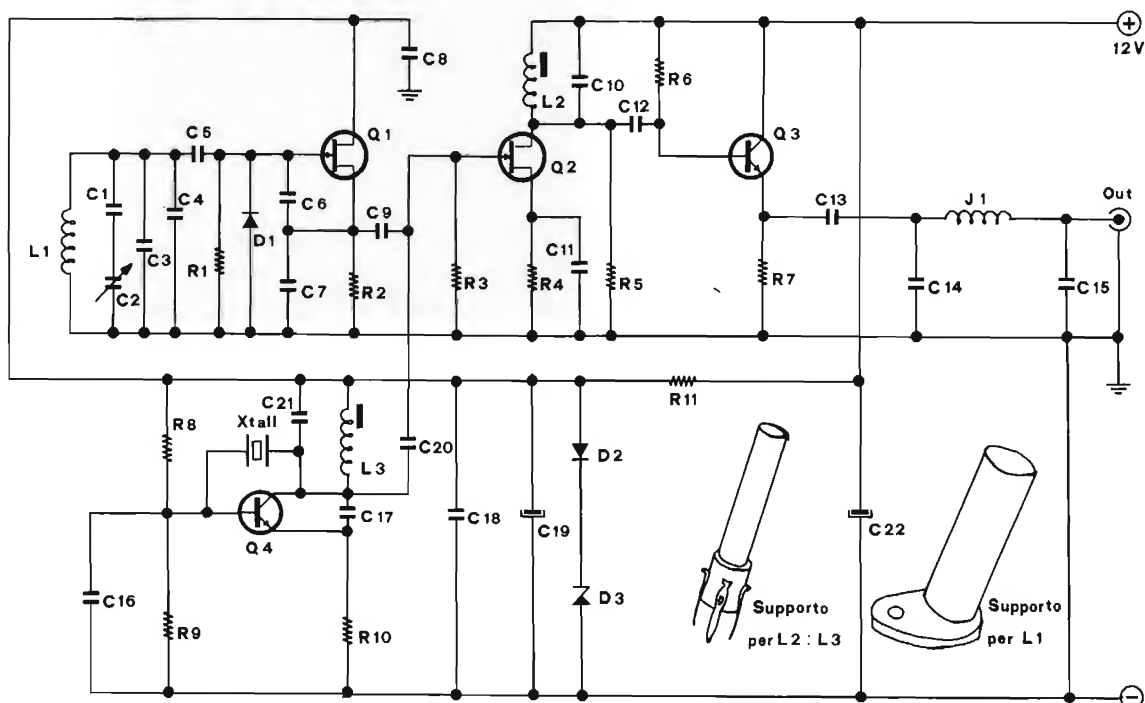 12V
C8
L2
C10
R6
C12
Q1
Q2
Q3
C5
C1
C4
C6
C9
C13
J1
Out
L1
C3
R1
D1
C2
C7
R2
R3
R4
C11
R5
R7
C14
C15
R11
R8
C21
Xtall
L3
C20
D2
C17
C18
C19
C22
Q4
C16
R9
R10
D3
Supporto
per L2 : L3
Supporto
per L1